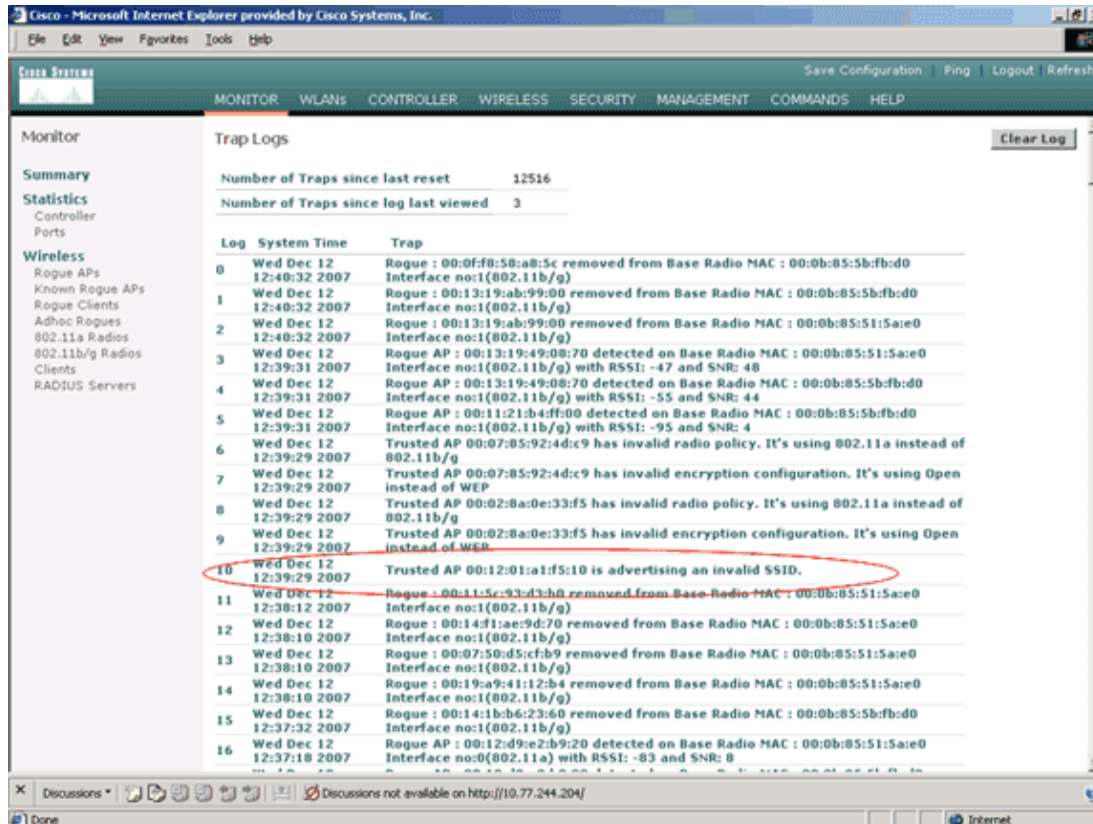 Cisco - Microsoft Internet Explorer provided by Cisco Systems, Inc.
File Edit View Favorites Tools Help
CISCO SYSTEMS
Save Configuration | Ping | Logout | Refresh
MONITOR WLANs CONTROLLER WIRELESS SECURITY MANAGEMENT COMMANDS HELP
Monitor
Summary
Statistics
Controller
Ports
Wireless
Rogue APs
Known Rogue APs
Rogue Clients
Adhoc Rogues
802.11a Radios
802.11b/g Radios
Clients
RADIUS Servers
Trap Logs
Clear Log
Number of Traps since last reset 12516
Number of Traps since log last viewed 3
Log System Time Trap
0 Wed Dec 12 Rogue : 00:0f:f8:58:a8:5c removed from Base Radio MAC : 00:0b:85:5b:fb:d0
12:40:32 2007 Interface no:1(802.11b/g)
1 Wed Dec 12 Rogue : 00:13:19:ab:99:00 removed from Base Radio MAC : 00:0b:85:5b:fb:d0
12:40:32 2007 Interface no:1(802.11b/g)
2 Wed Dec 12 Rogue : 00:13:19:ab:99:00 removed from Base Radio MAC : 00:0b:85:51:5a:e0
12:40:32 2007 Interface no:1(802.11b/g)
3 Wed Dec 12 Rogue AP : 00:13:19:49:08:70 detected on Base Radio MAC : 00:0b:85:51:5a:e0
12:39:31 2007 Interface no:1(802.11b/g) with RSSI: -47 and SNR: 48
4 Wed Dec 12 Rogue AP : 00:13:19:49:08:70 detected on Base Radio MAC : 00:0b:85:5b:fb:d0
12:39:31 2007 Interface no:1(802.11b/g) with RSSI: -55 and SNR: 44
5 Wed Dec 12 Rogue AP : 00:11:21:b4:ff:00 detected on Base Radio MAC : 00:0b:85:5b:fb:d0
12:39:31 2007 Interface no:1(802.11b/g) with RSSI: -95 and SNR: 4
6 Wed Dec 12 Trusted AP 00:07:85:92:4d:c9 has invalid radio policy. It's using 802.11a instead of
12:39:29 2007 802.11b/g
7 Wed Dec 12 Trusted AP 00:07:85:92:4d:c9 has invalid encryption configuration. It's using Open
12:39:29 2007 instead of WEP
8 Wed Dec 12 Trusted AP 00:02:8a:0e:33:f5 has invalid radio policy. It's using 802.11a instead of
12:39:29 2007 802.11b/g
9 Wed Dec 12 Trusted AP 00:02:8a:0e:33:f5 has invalid encryption configuration. It's using Open
12:39:29 2007 instead of WEP
10 Wed Dec 12 Trusted AP 00:12:01:a1:f5:10 is advertising an invalid SSID.
12:39:29 2007
11 Wed Dec 12 Rogue : 00:11:5c:93:d3:b0 removed from Base Radio MAC : 00:0b:85:51:5a:e0
12:38:12 2007 Interface no:1(802.11b/g)
12 Wed Dec 12 Rogue : 00:14:f1:ae:9d:70 removed from Base Radio MAC : 00:0b:85:51:5a:e0
12:38:10 2007 Interface no:1(802.11b/g)
13 Wed Dec 12 Rogue : 00:07:50:d5:cf:b9 removed from Base Radio MAC : 00:0b:85:51:5a:e0
12:38:10 2007 Interface no:1(802.11b/g)
14 Wed Dec 12 Rogue : 00:19:a9:41:12:b4 removed from Base Radio MAC : 00:0b:85:51:5a:e0
12:38:10 2007 Interface no:1(802.11b/g)
15 Wed Dec 12 Rogue : 00:14:1b:b6:23:60 removed from Base Radio MAC : 00:0b:85:5b:fb:d0
12:37:32 2007 Interface no:1(802.11b/g)
16 Wed Dec 12 Rogue AP : 00:12:d9:e2:b9:20 detected on Base Radio MAC : 00:0b:85:51:5a:e0
12:37:18 2007 Interface no:0(802.11a) with RSSI: -83 and SNR: 8
Discussions Discussions not available on http://10.77.244.204/
Done Internet